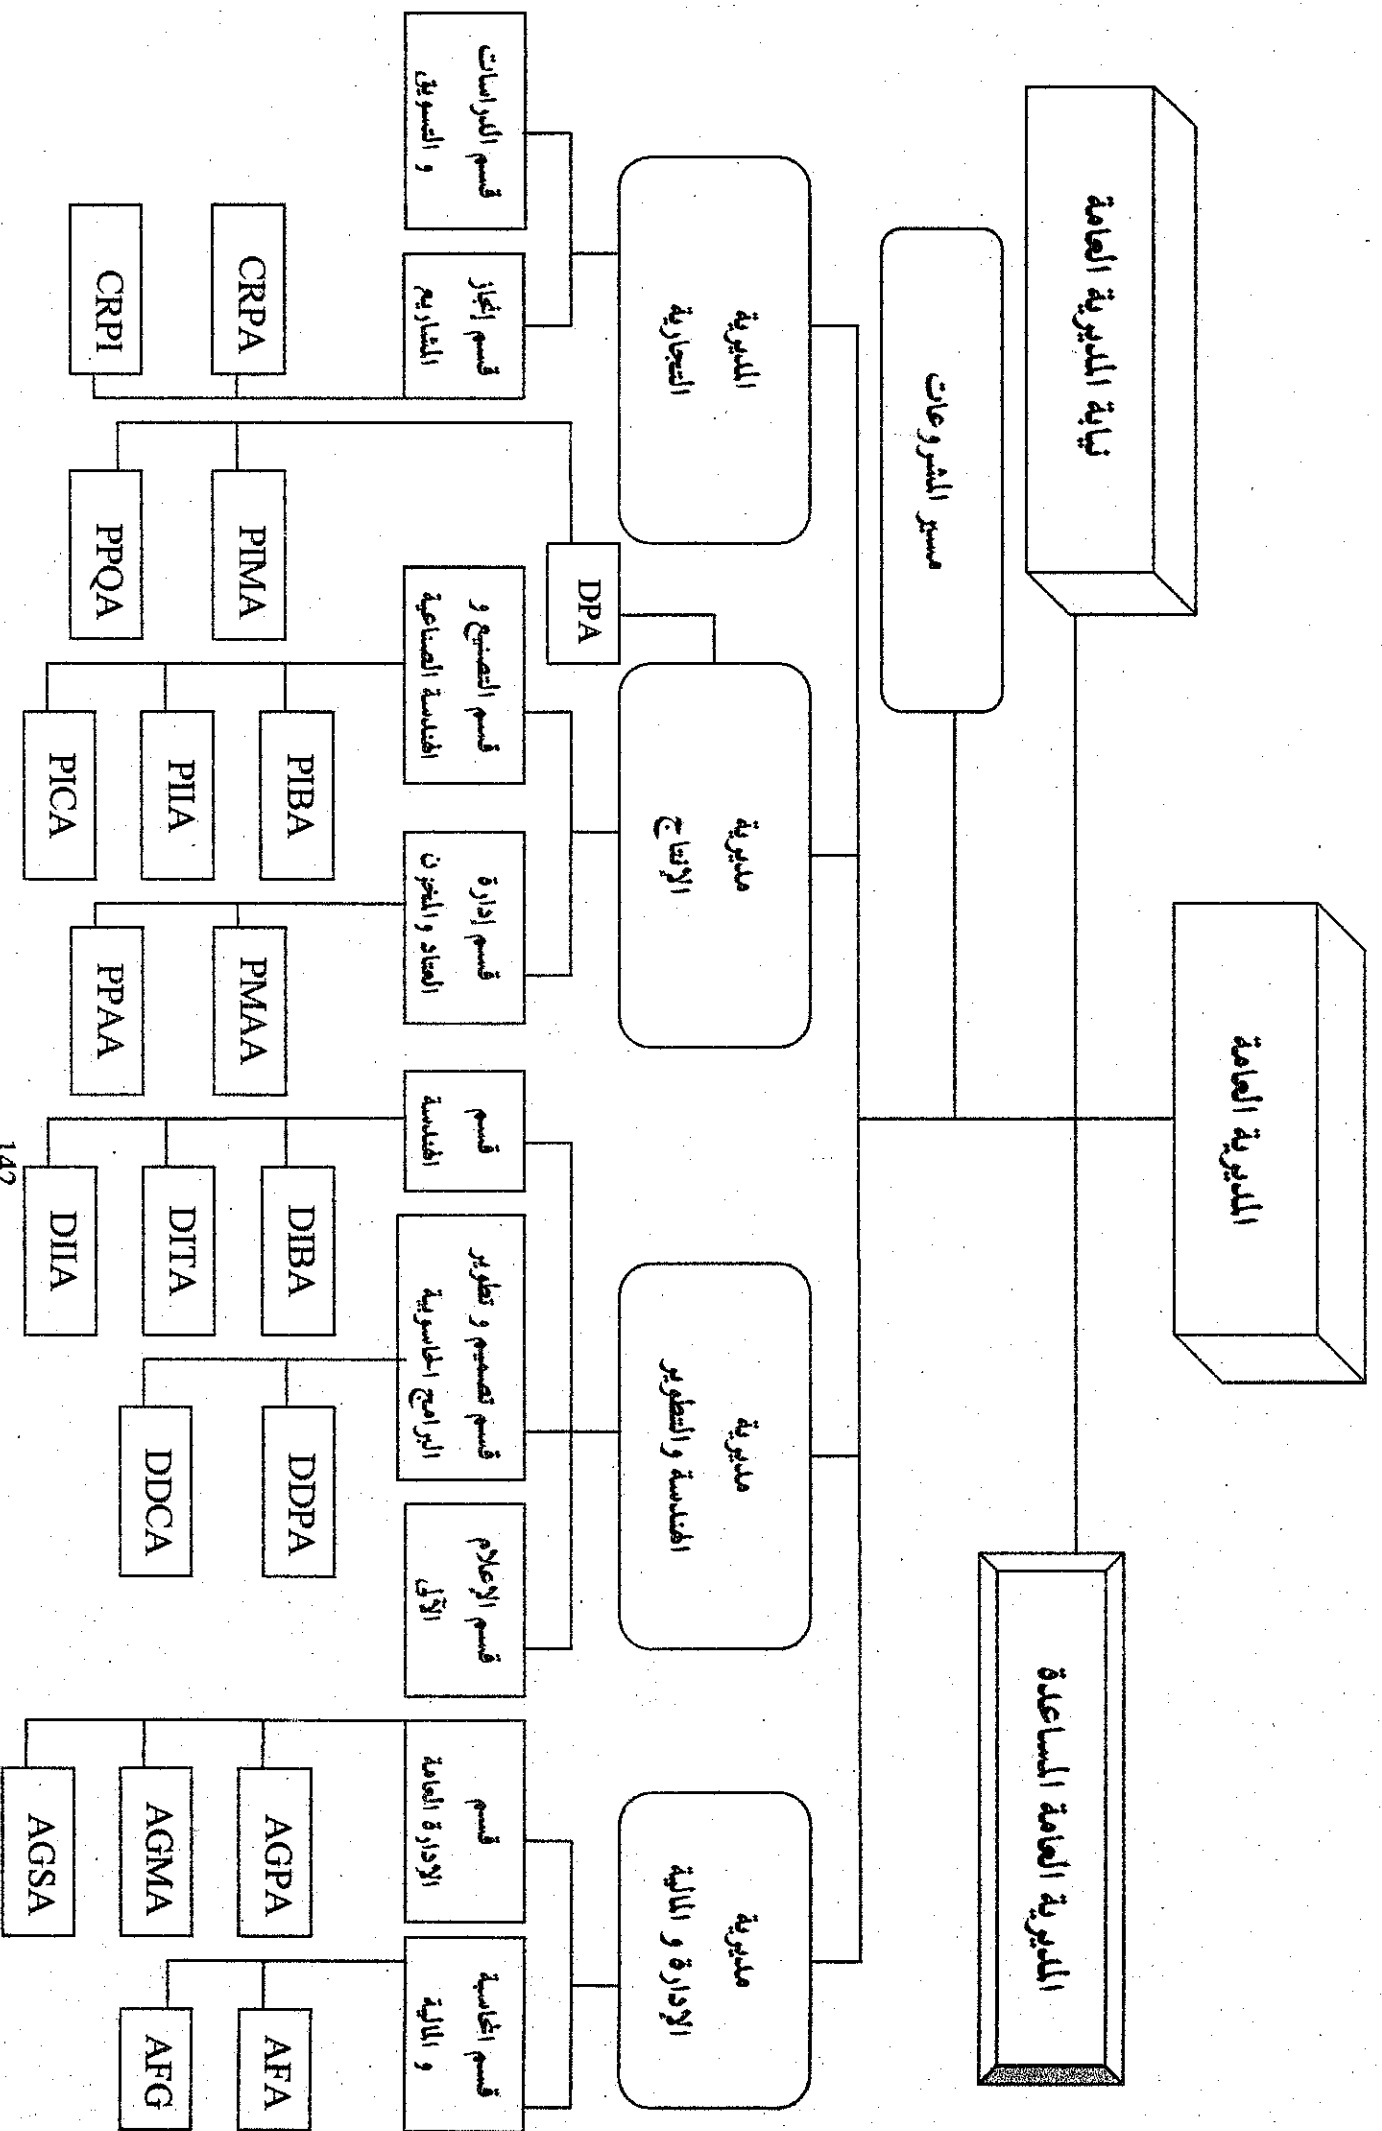 المديرية العامة
نيابة المديرية العامة
المديرية العامة المساعدة
مسير المشروعات
المديرية
التجارية
مديرية
الإنتاج
مديرية
الهندسة والتطوير
مديرية
الإدارة و المالية
DPA
قسم الدراسات
و التسويق
قسم إنجاز
المشاريع
قسم التصنيع و
الهندسة الصناعية
قسم إدارة
العتاد والمخزن
قسم
الهندسة
قسم تصميم و تطوير
البرامج الحاسوبية
قسم الإعلام
الآلي
قسم
الإدارة العامة
قسم المحاسبة
و المالية
CRPA
CRPI
PIMA
PPQA
PIBA
PIIA
PICA
PMAA
PPAA
DIBA
DITA
DIIA
DDPA
DDCA
AGPA
AGMA
AGSA
AFA
AFG
142